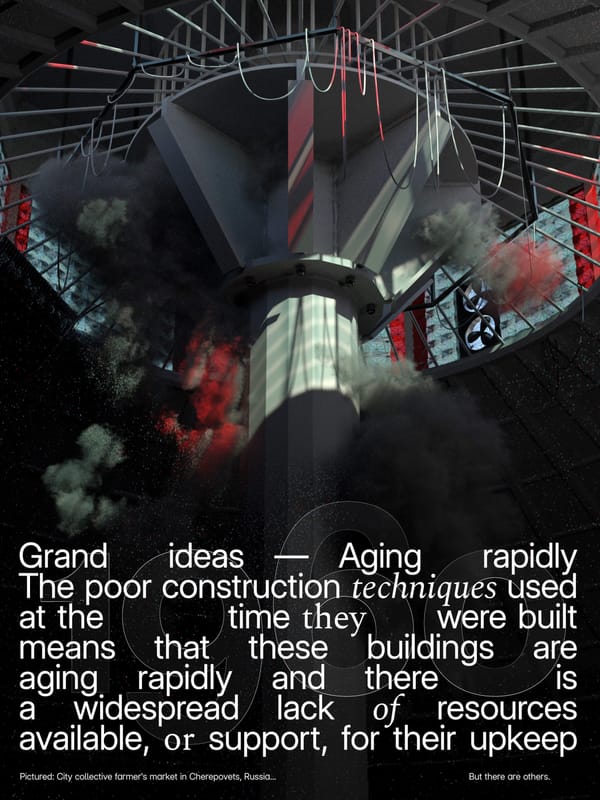 1960
Grand ideas — Aging rapidly
The poor construction techniques used
at the time they were built
means that these buildings are
aging rapidly and there is
a widespread lack of resources
available, or support, for their upkeep
Pictured: City collective farmer's market in Cherepovets, Russia... But there are others.